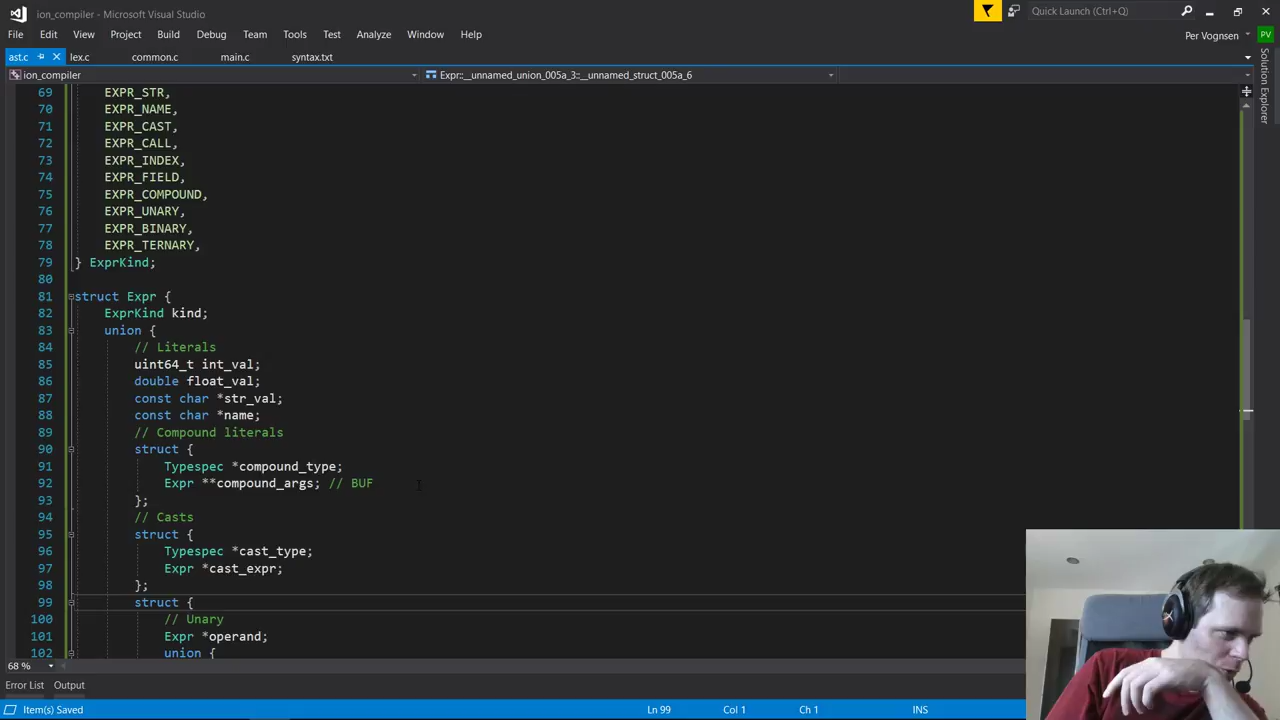 ion_compiler - Microsoft Visual Studio
Quick Launch (Ctrl+Q)
File Edit View Project Build Debug Team Tools Test Analyze Window Help
Per Vognsen PV
ast.c lex.c common.c main.c syntax.txt
Solution Explorer
ion_compiler Expr::__unnamed_union_005a_3::__unnamed_struct_005a_6
69 EXPR_STR,
70 EXPR_NAME,
71 EXPR_CAST,
72 EXPR_CALL,
73 EXPR_INDEX,
74 EXPR_FIELD,
75 EXPR_COMPOUND,
76 EXPR_UNARY,
77 EXPR_BINARY,
78 EXPR_TERNARY,
79 } ExprKind;
80
81 struct Expr {
82 ExprKind kind;
83 union {
84 // Literals
85 uint64_t int_val;
86 double float_val;
87 const char *str_val;
88 const char *name;
89 // Compound literals
90 struct {
91 Typespec *compound_type;
92 Expr **compound_args; // BUF
93 };
94 // Casts
95 struct {
96 Typespec *cast_type;
97 Expr *cast_expr;
98 };
99 struct {
100 // Unary
101 Expr *operand;
102 union {
68 %
Error List Output
Item(s) Saved Ln 99 Col 1 Ch 1 INS